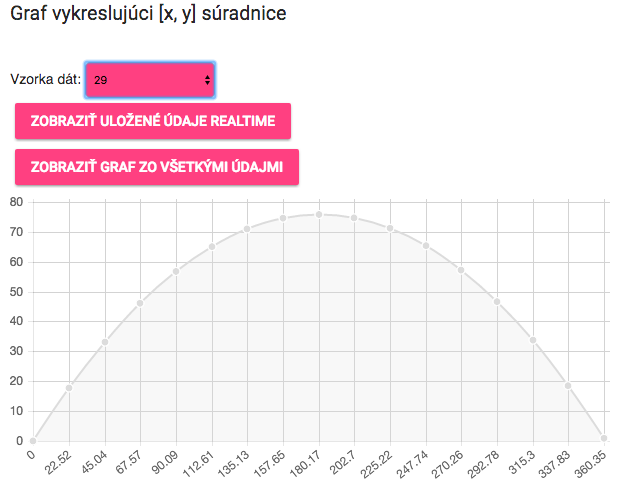 Graf vykreslujúci [x, y] súradnice
Vzorka dát: 29
ZOBRAZIŤ ULOŽENÉ ÚDAJE REALTIME
ZOBRAZIŤ GRAF ZO VŠETKÝMI ÚDAJMI
80
70
60
50
40
30
20
10
0
0 22.52 45.04 67.57 90.09 112.61 135.13 157.65 180.17 202.7 225.22 247.74 270.26 292.78 315.3 337.83 360.35